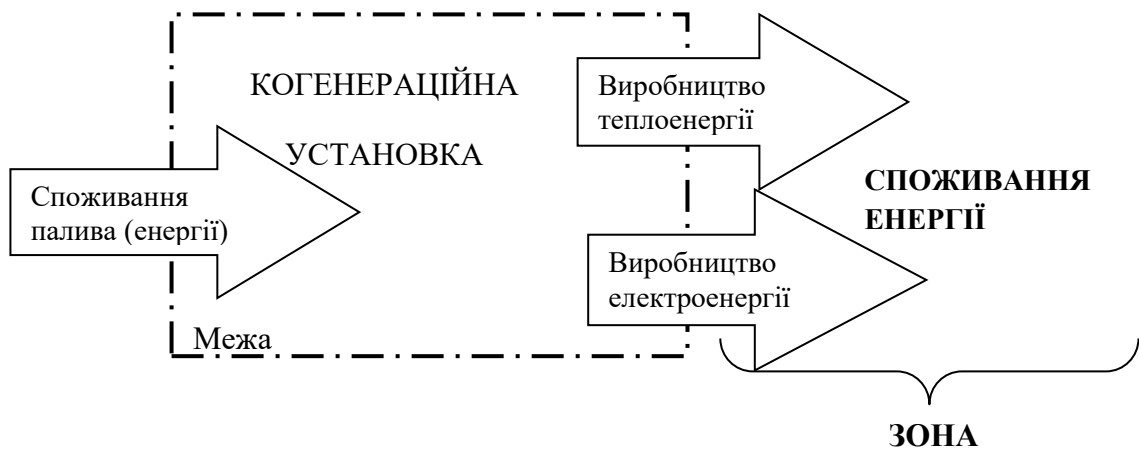 КОГЕНЕРАЦІЙНА
УСТАНОВКА
Споживання
палива (енергії)
Межа
Виробництво
теплоенергії
Виробництво
електроенергії
СПОЖИВАННЯ
ЕНЕРГІЇ
ЗОНА